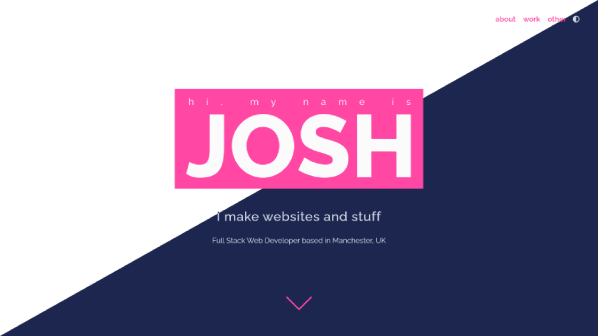 about work other
hi, my name is
JOSH
I make websites and stuff
Full Stack Web Developer based in Manchester, UK